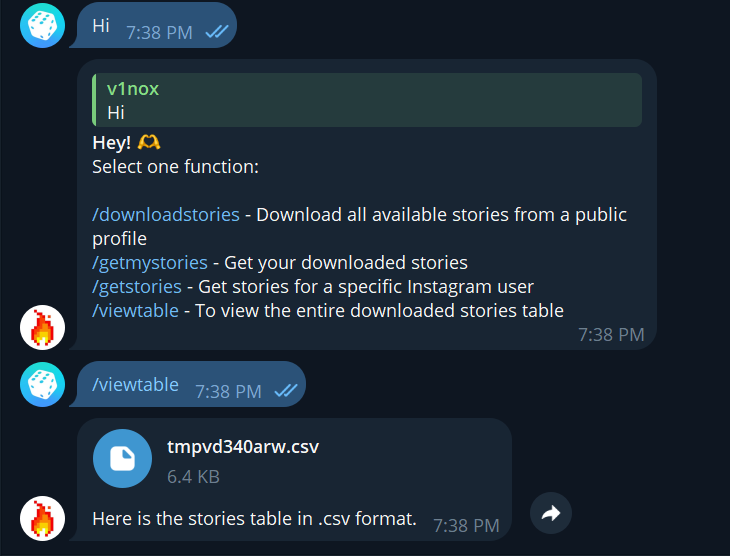 Hi 7:38 PM
v1nox
Hi
Hey! 🫶
Select one function:
/downloadstories - Download all available stories from a public
profile
/getmystories - Get your downloaded stories
/getstories - Get stories for a specific Instagram user
/viewtable - To view the entire downloaded stories table
7:38 PM
/viewtable 7:38 PM
tmpvd340arw.csv
6.4 KB
Here is the stories table in .csv format. 7:38 PM